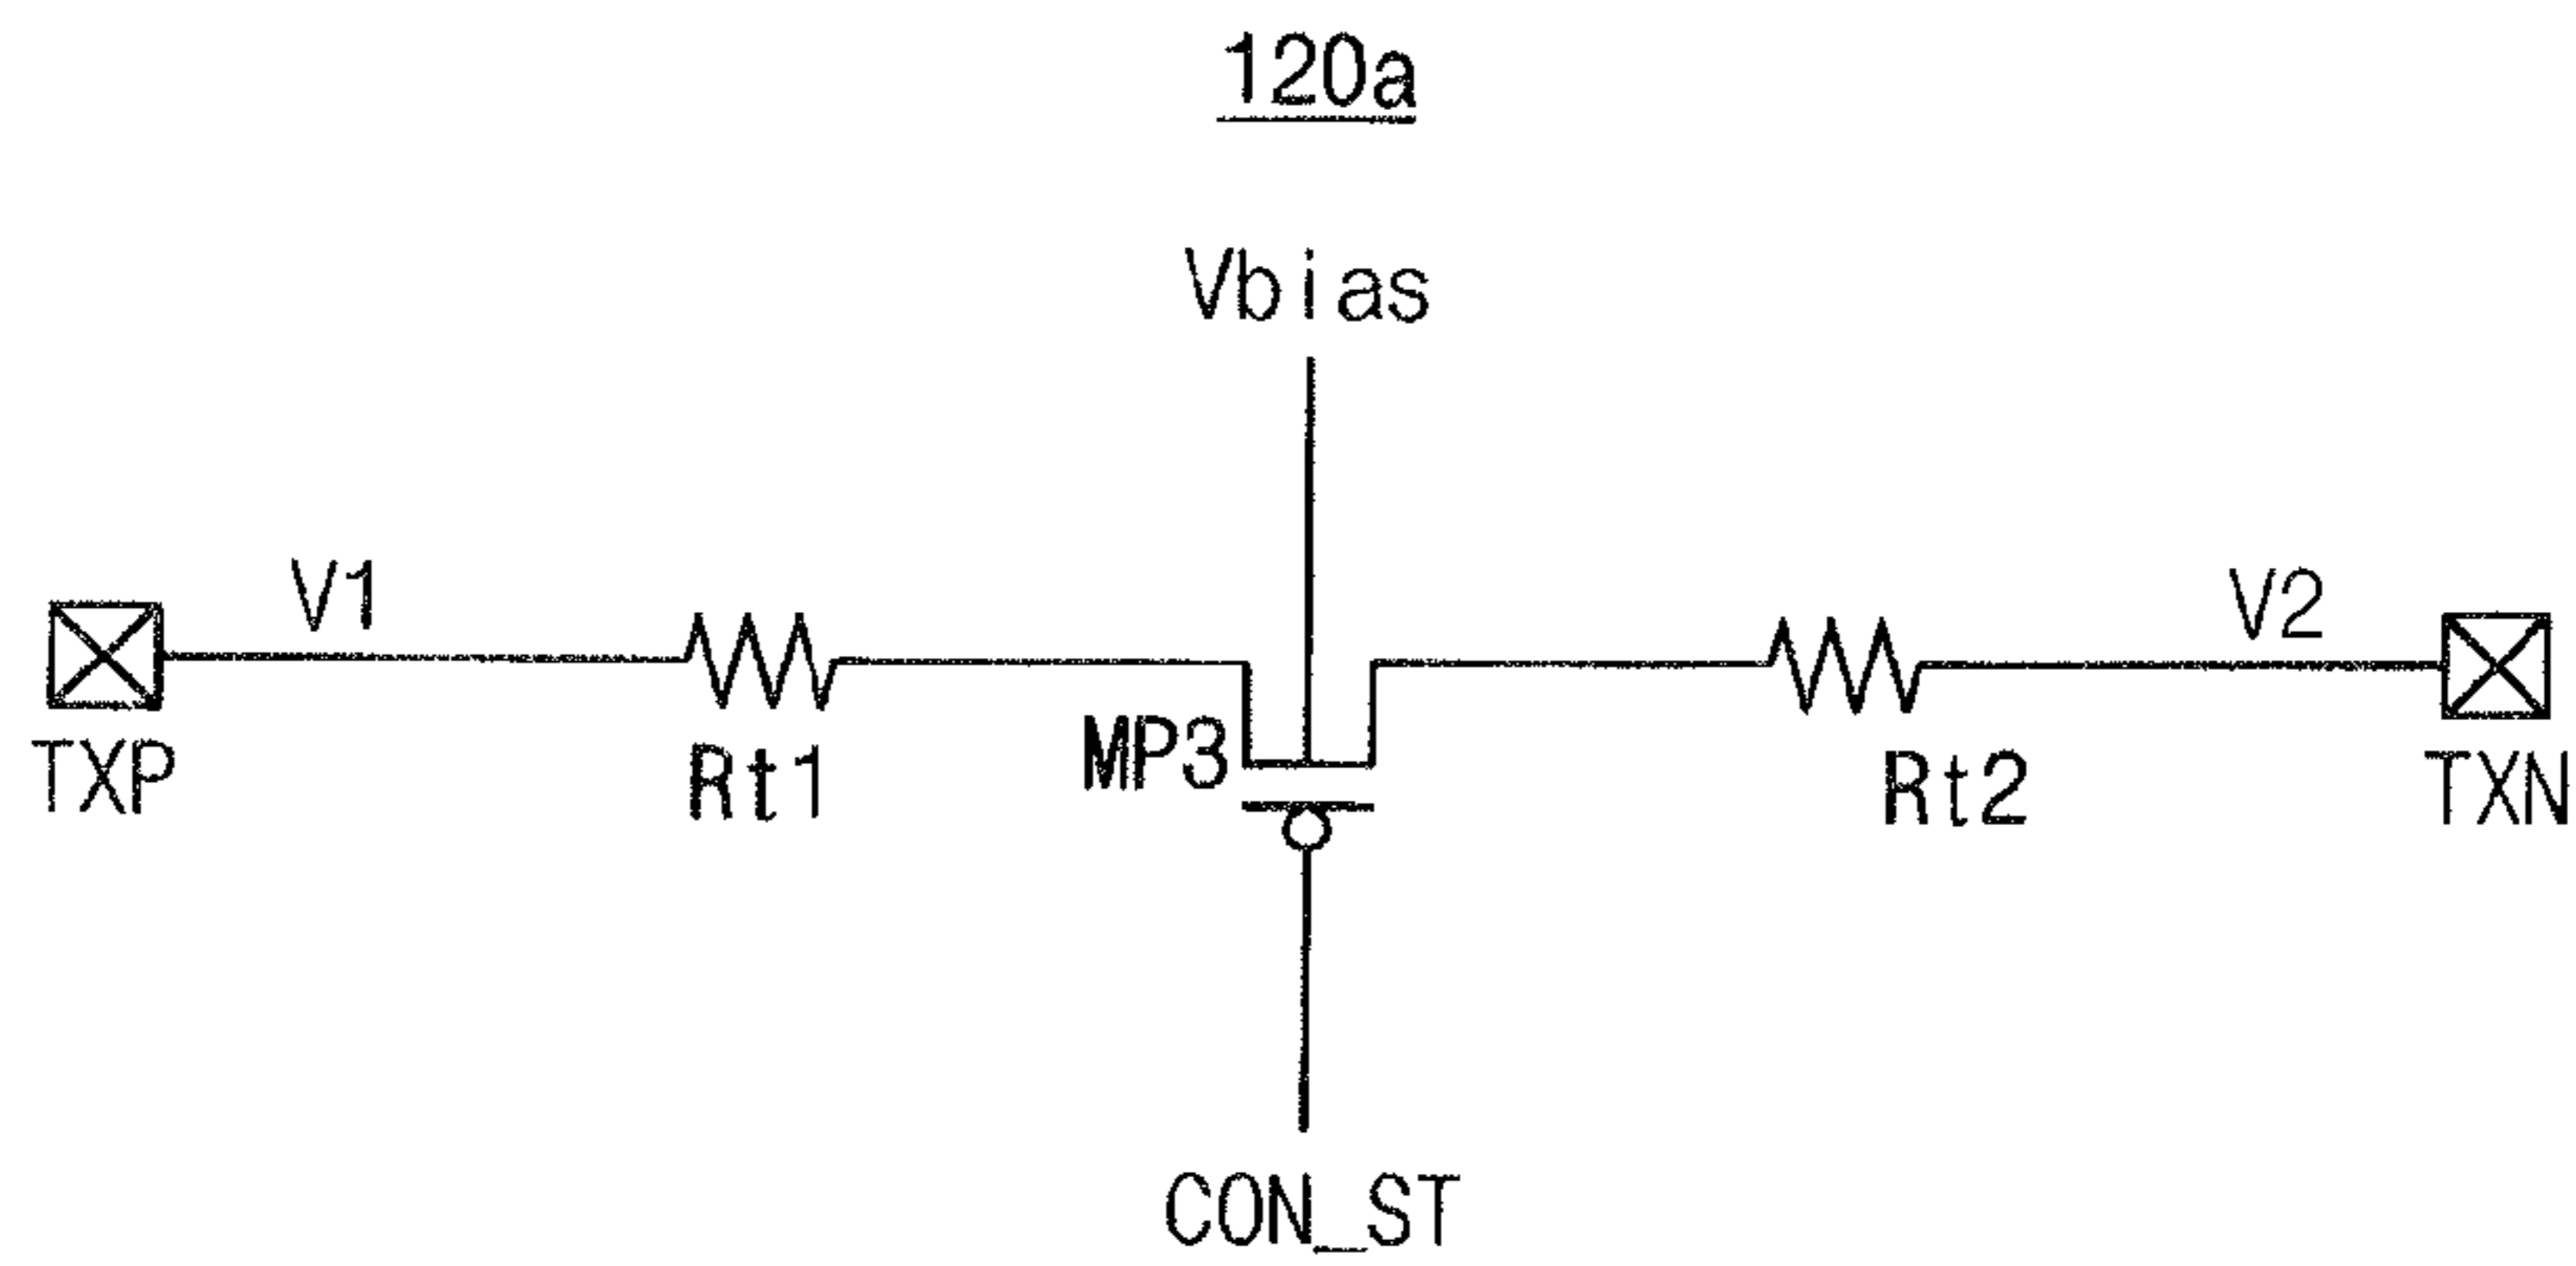 120a
Vbias
V1
V2
TXP
Rt1
MP3
Rt2
TXN
CON_ST